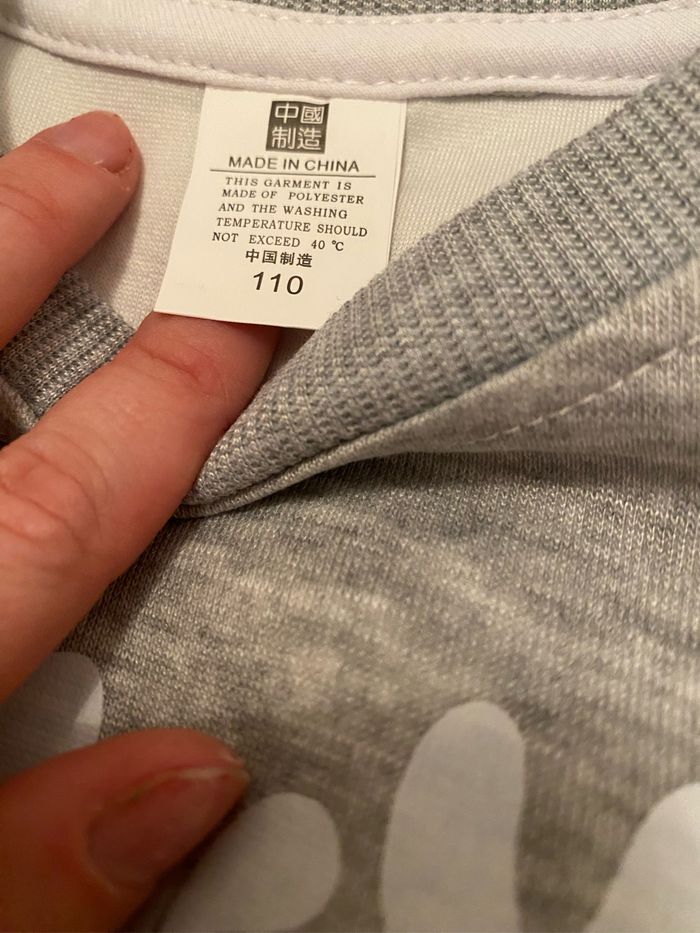 中國
制造
MADE IN CHINA
THIS GARMENT IS
MADE OF POLYESTER
AND THE WASHING
TEMPERATURE SHOULD
NOT EXCEED 40 ℃
中国制造
110